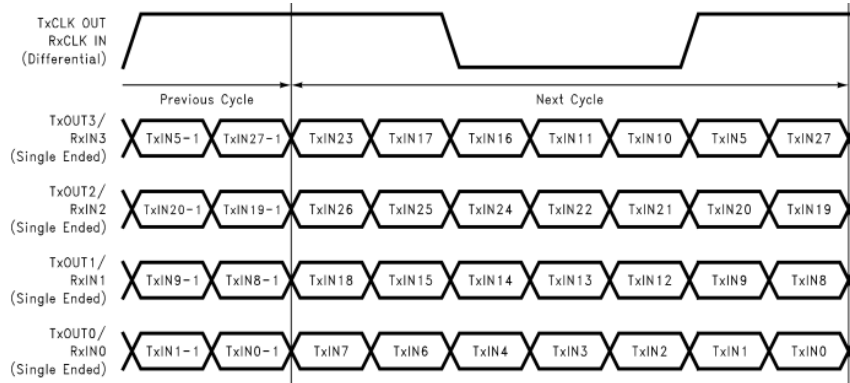 TxCLK OUT
RxCLK IN
(Differential)
Previous Cycle
Next Cycle
TxOUT3/
RxIN3
(Single Ended)
TxIN5-1 TxIN27-1 TxIN23 TxIN17 TxIN16 TxIN11 TxIN10 TxIN5 TxIN27
TxOUT2/
RxIN2
(Single Ended)
TxIN20-1 TxIN19-1 TxIN26 TxIN25 TxIN24 TxIN22 TxIN21 TxIN20 TxIN19
TxOUT1/
RxIN1
(Single Ended)
TxIN9-1 TxIN8-1 TxIN18 TxIN15 TxIN14 TxIN13 TxIN12 TxIN9 TxIN8
TxOUT0/
RxIN0
(Single Ended)
TxIN1-1 TxIN0-1 TxIN7 TxIN6 TxIN4 TxIN3 TxIN2 TxIN1 TxIN0